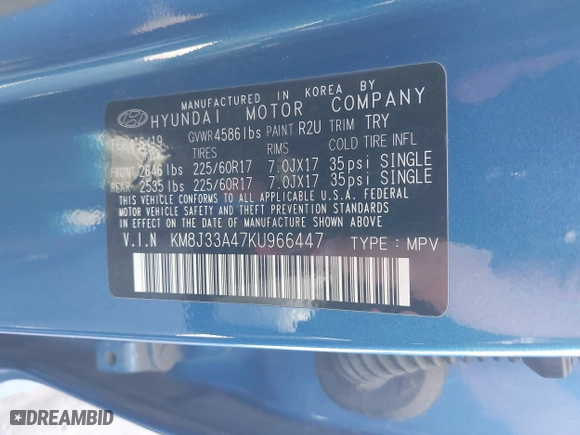 MANUFACTURED IN KOREA BY
HYUNDAI MOTOR COMPANY
GVWR 4586lbs PAINT R2U TRIM TRY
TIRES RIMS COLD TIRE INFL
FRONT 2646 lbs 225/60R17 7.0JX17 35psi SINGLE
REAR 2535 lbs 225/60R17 7.0JX17 35psi SINGLE
THIS VEHICLE CONFORMS TO ALL APPLICABLE U.S.A. FEDERAL
MOTOR VEHICLE SAFETY, BUMPER, AND THEFT PREVENTION
STANDARDS IN EFFECT ON THE DATE OF MANUFACTURE SHOWN ABOVE.
V.I.N KM8J33A47KU966447 TYPE : MPV
DREAMBID